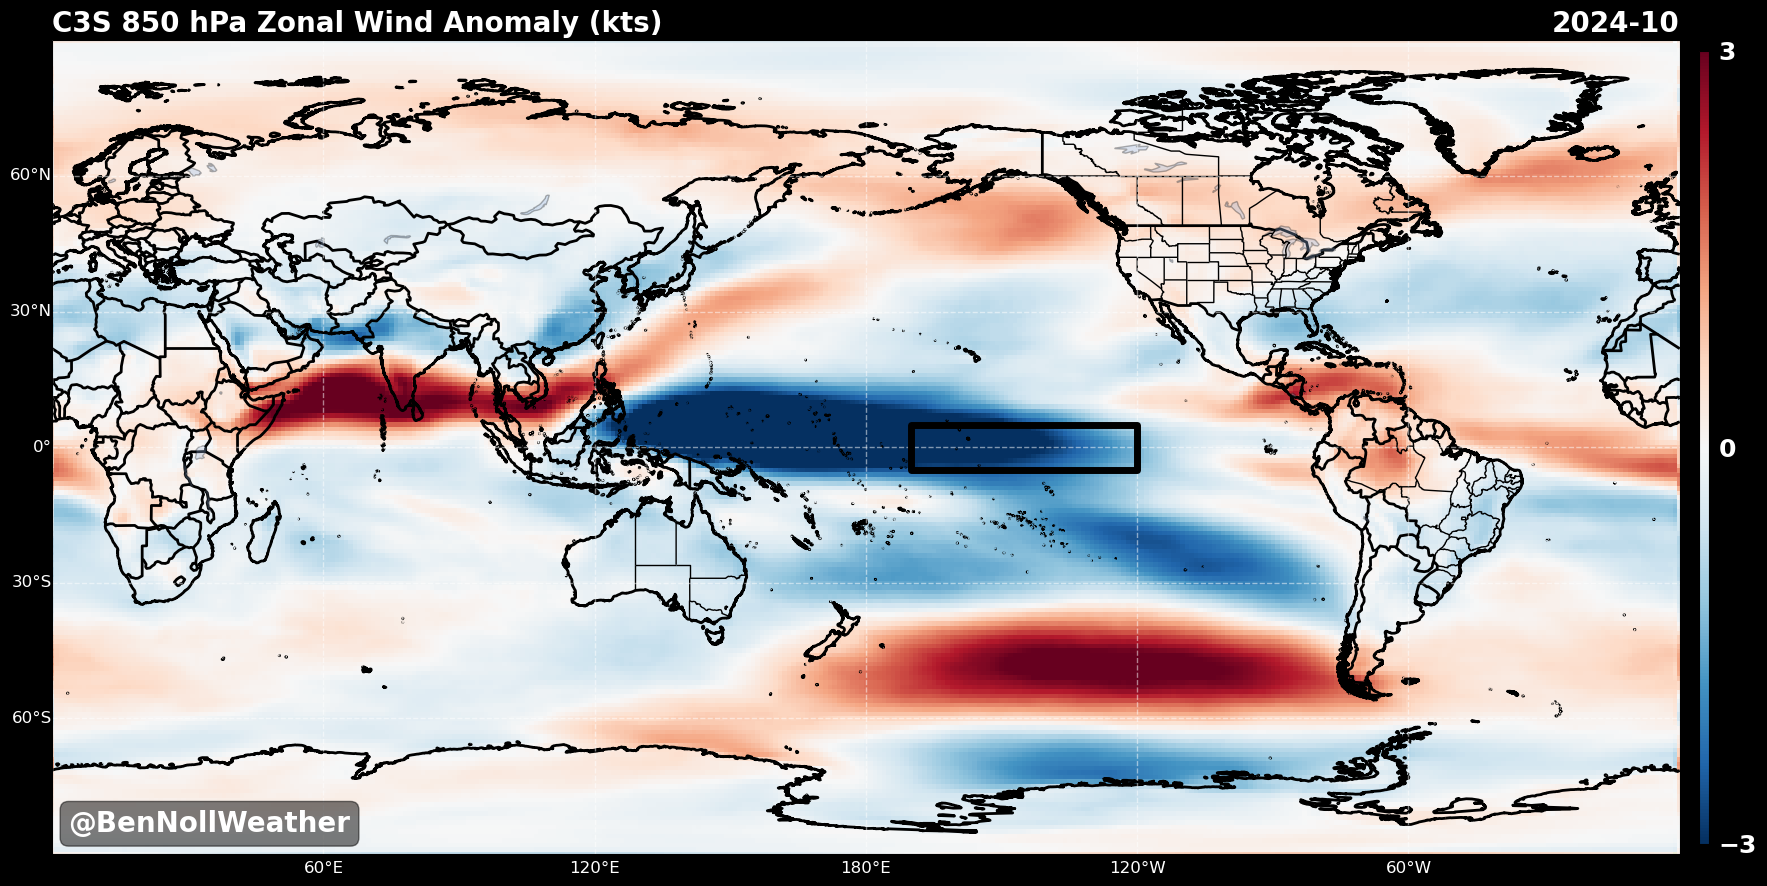 C3S 850 hPa Zonal Wind Anomaly (kts)
2024-10
3
60°N
30°N
0°
0
30°S
60°S
@BenNollWeather
−3
60°E
120°E
180°E
120°W
60°W